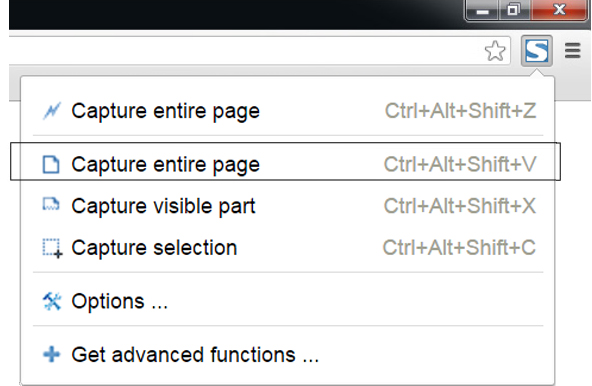 S
Capture entire page Ctrl+Alt+Shift+Z
Capture entire page Ctrl+Alt+Shift+V
Capture visible part Ctrl+Alt+Shift+X
Capture selection Ctrl+Alt+Shift+C
Options ...
Get advanced functions ...